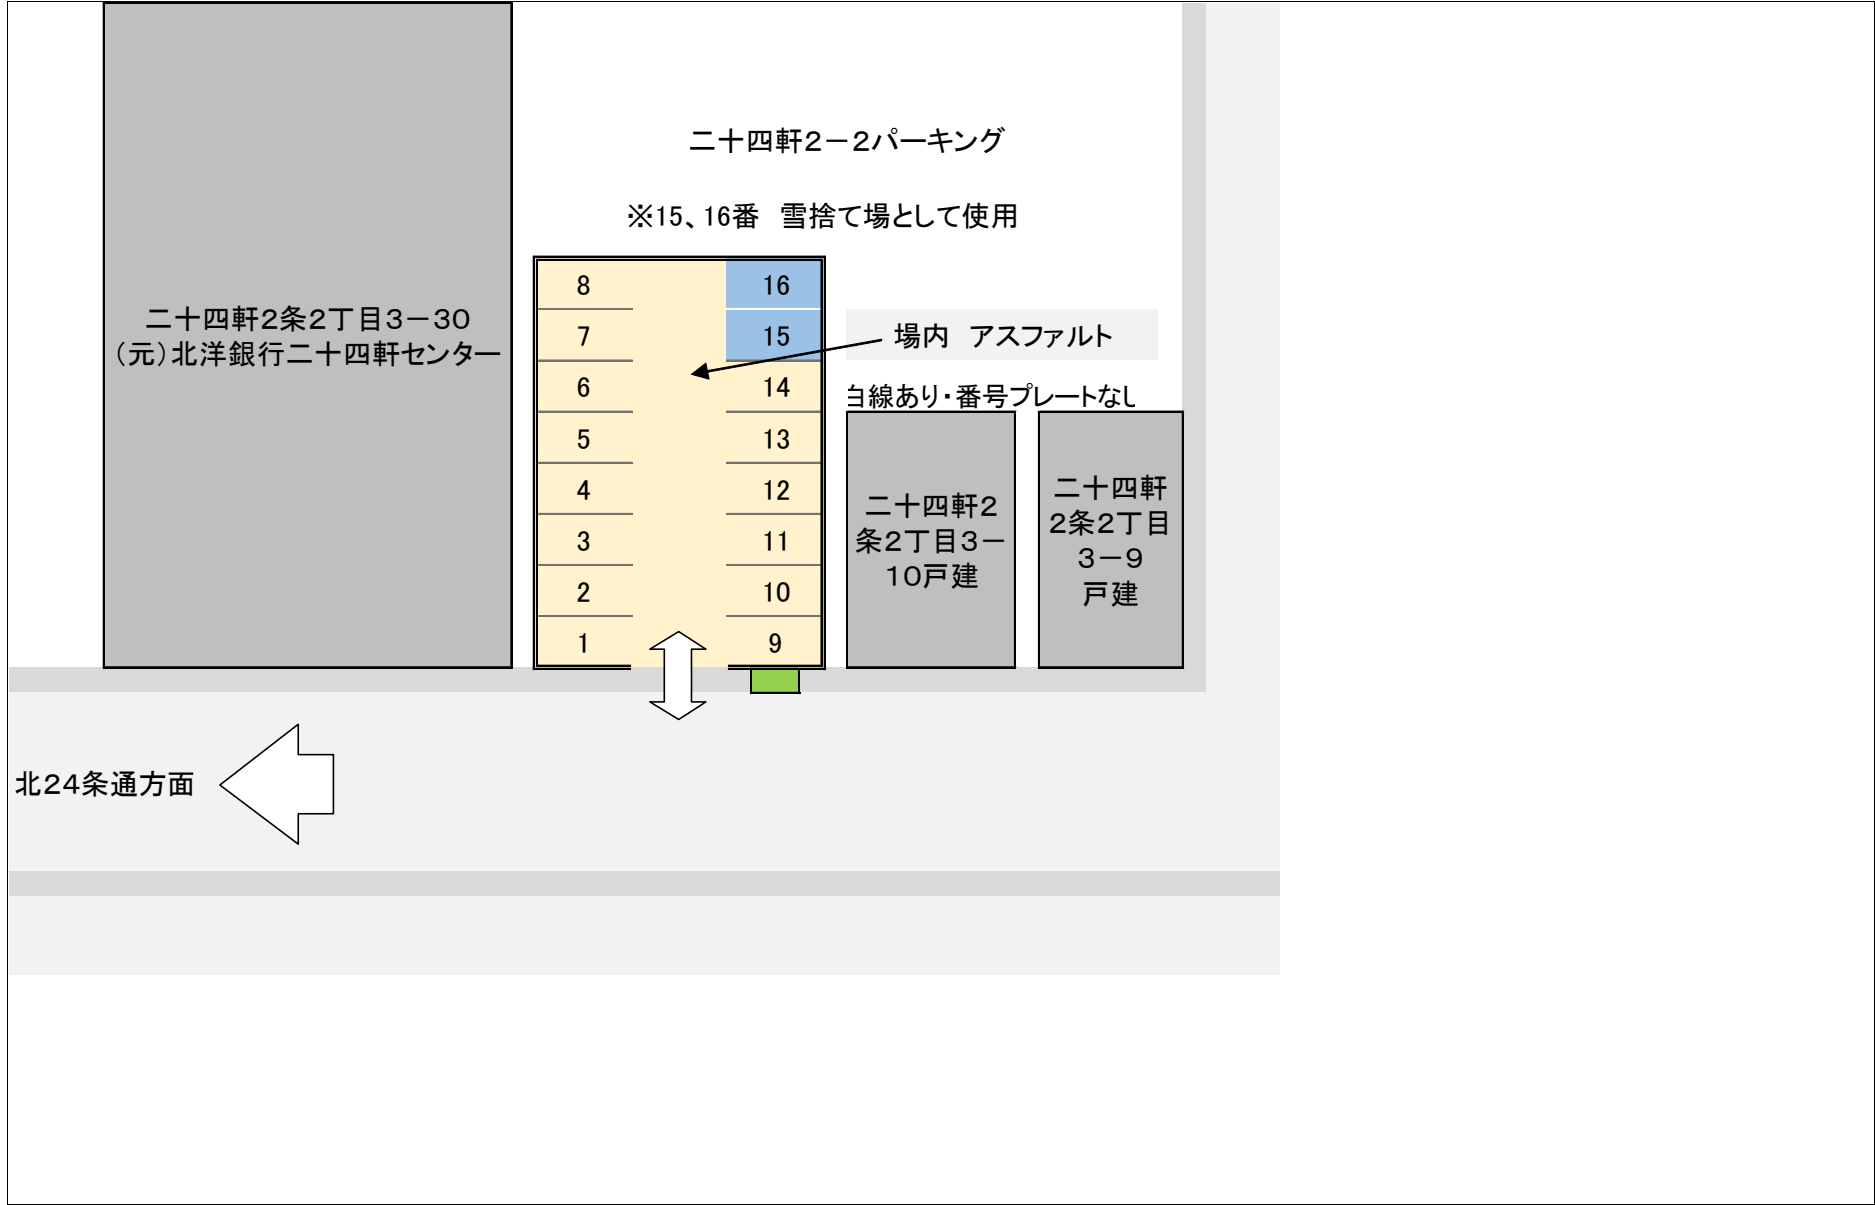 二十四軒２－２パーキング
※15、16番　雪捨て場として使用
二十四軒２条２丁目３－３０
（元）北洋銀行二十四軒センター
8
16
7
15
場内　アスファルト
6
14
白線あり・番号プレートなし
5
13
4
12
3
11
2
10
1
9
二十四軒２
条２丁目３－
１０戸建
二十四軒
２条２丁目
３－９
戸建
北２４条通方面